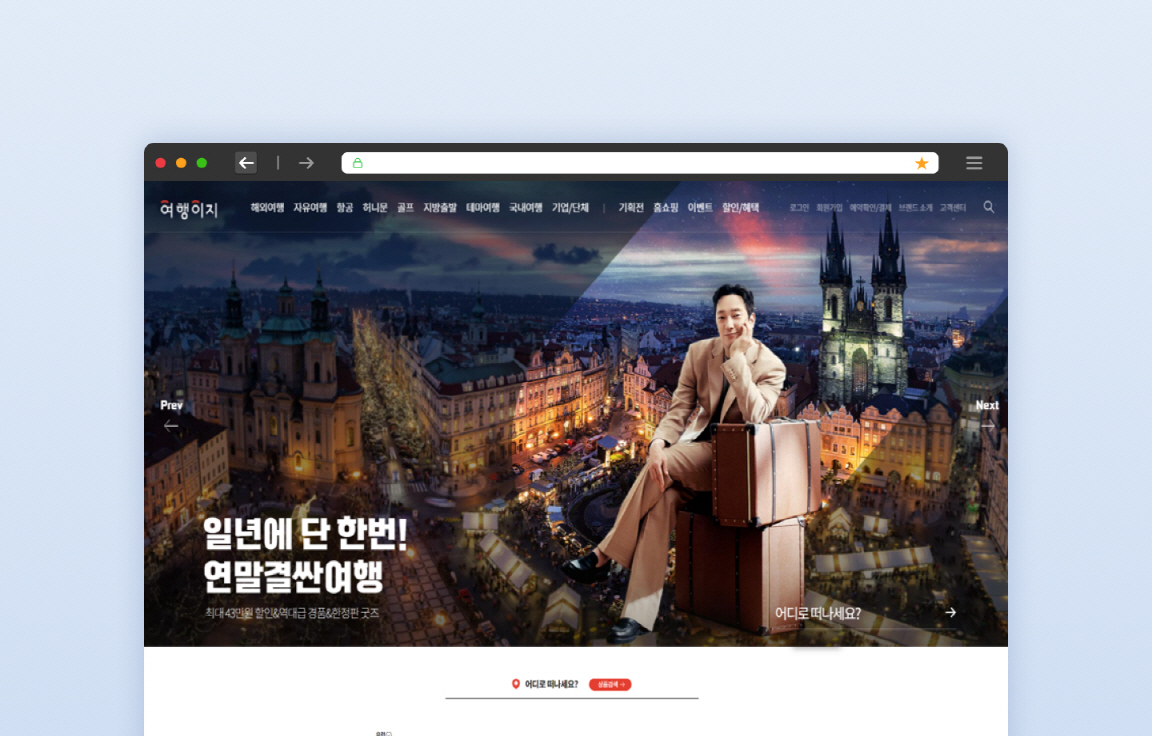 여행이지
해외여행 자유여행 항공 허니문 골프 지방출발 테마여행 국내여행 기업/단체 | 기획전 홈쇼핑 이벤트 할인/혜택
로그인 회원가입 예약확인/결제 브랜드소개 고객센터
Prev
Next
일년에 단 한번!
연말결싼여행
최대43만원 할인&역대급 경품&한정판 굿즈
어디로 떠나세요?
어디로 떠나세요? 상품검색